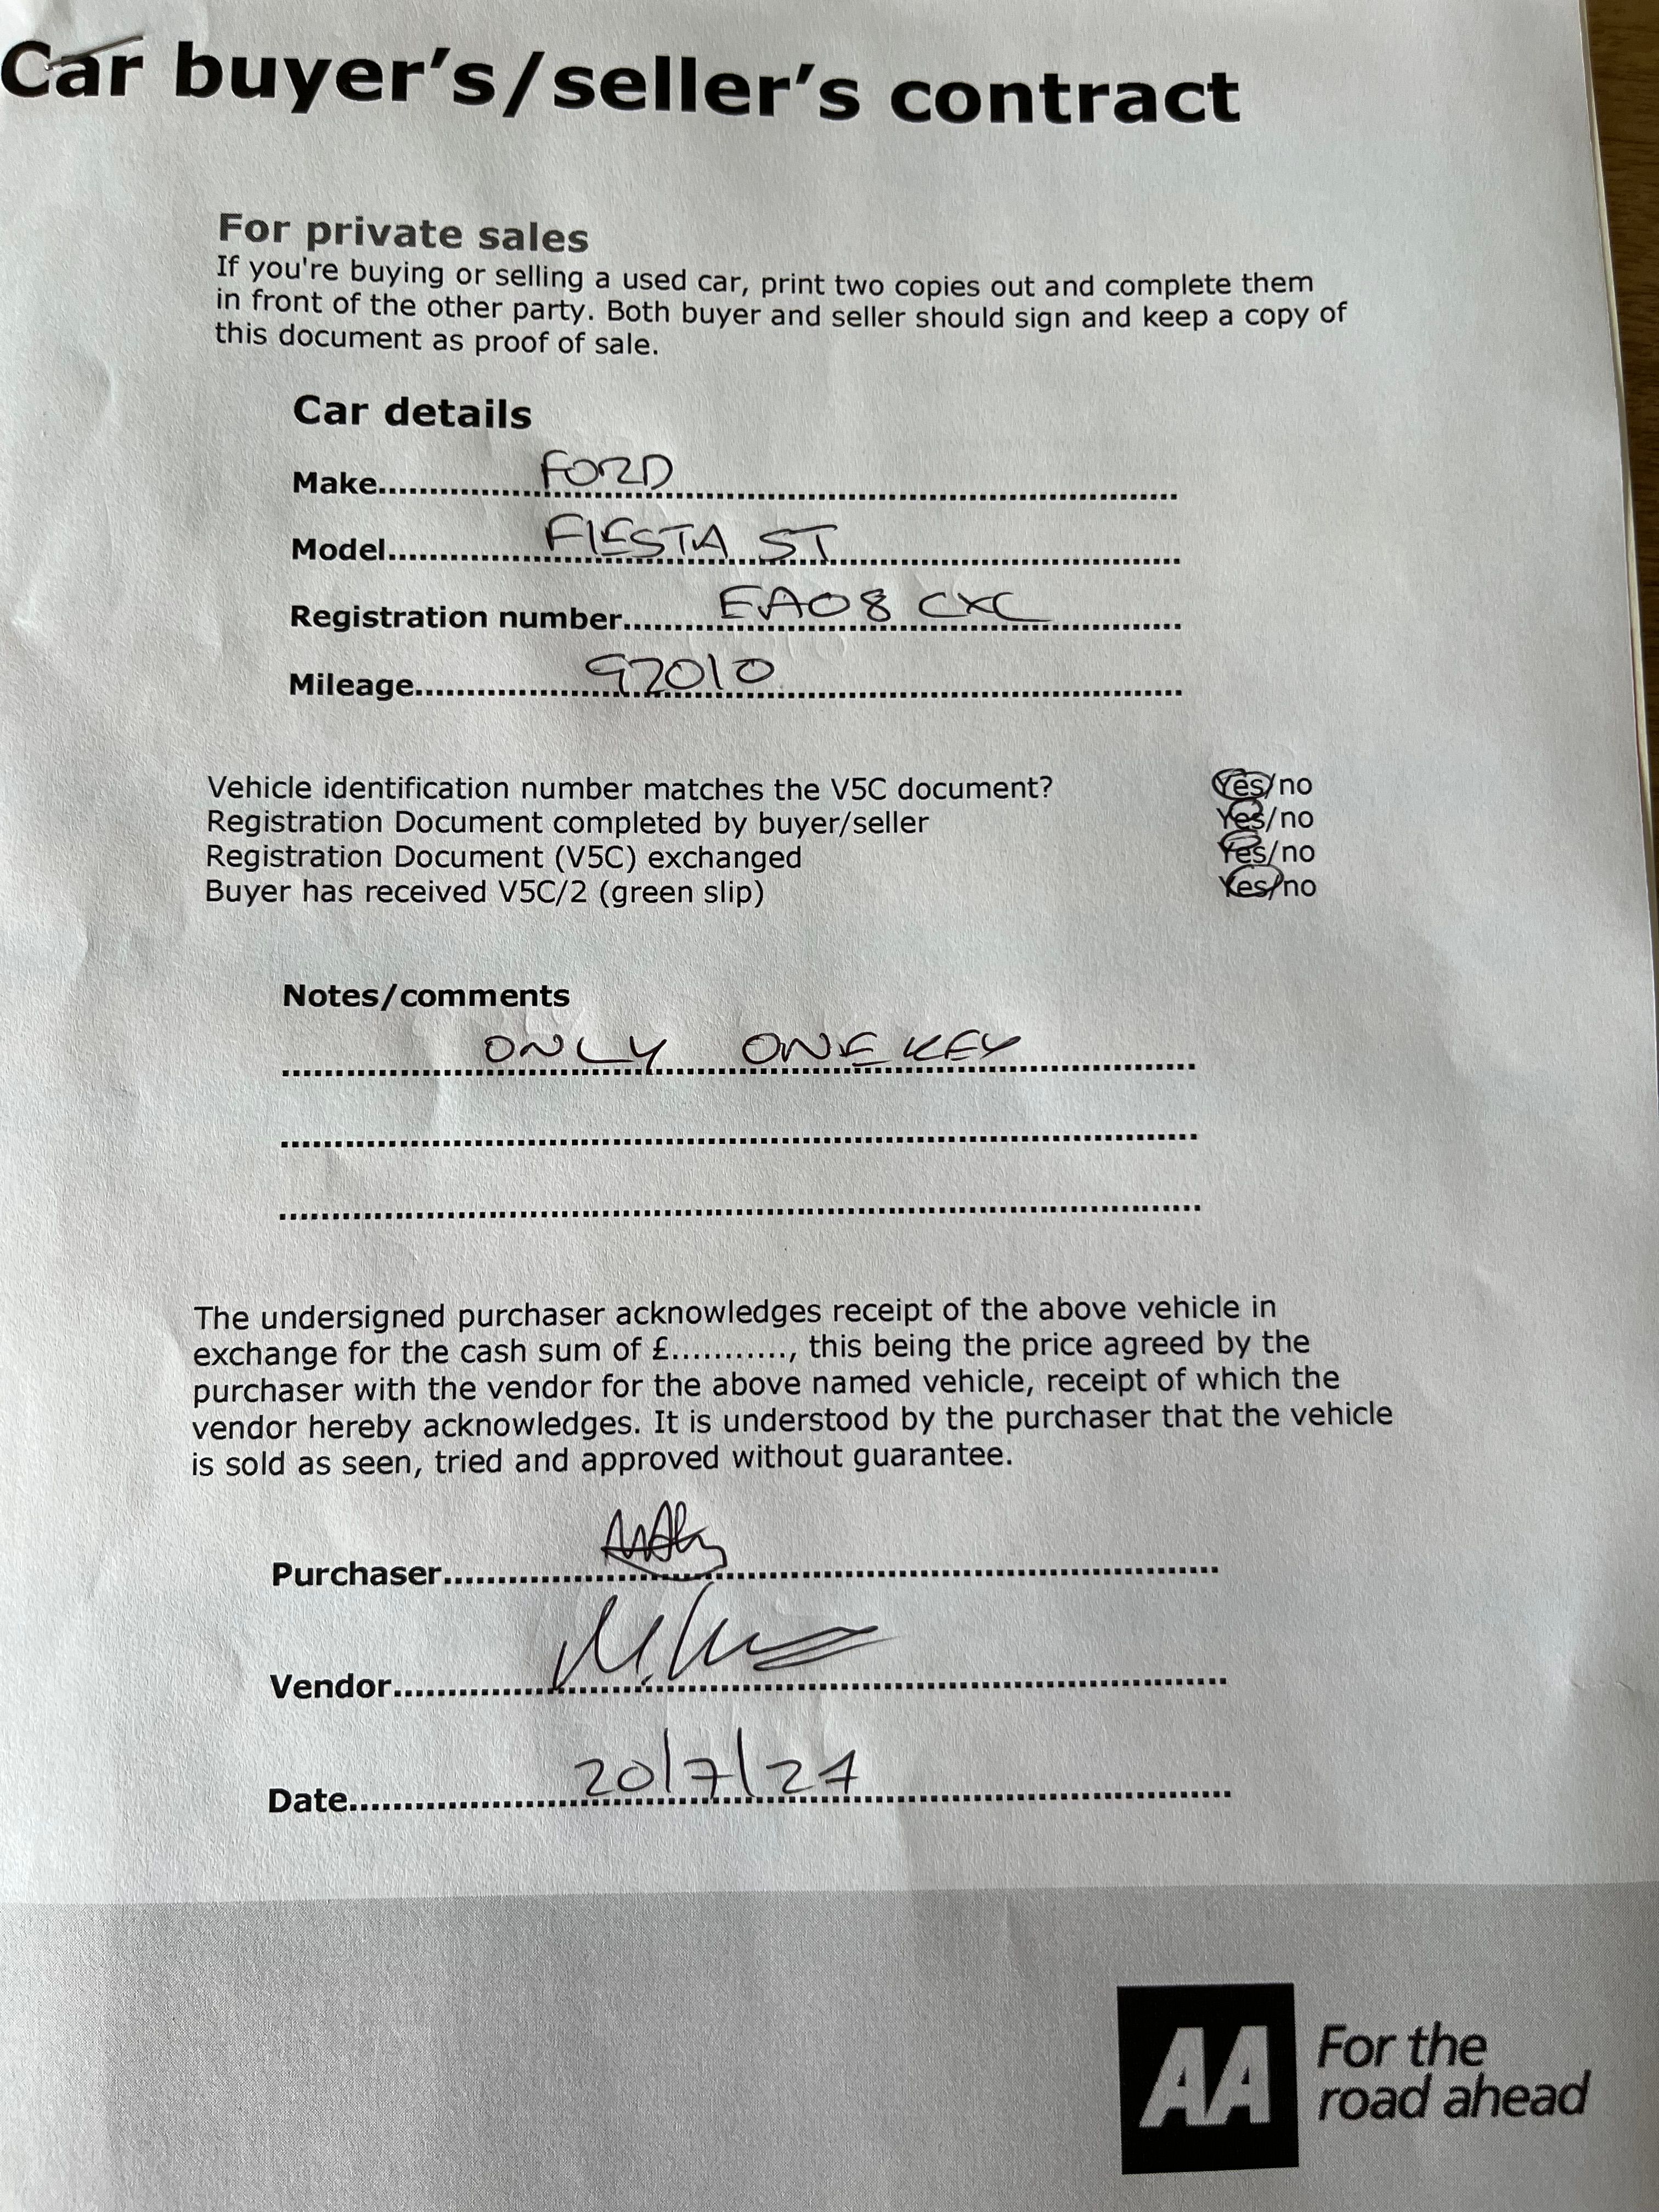 Car buyer's/seller's contract
For private sales
If you're buying or selling a used car, print two copies out and complete them
in front of the other party. Both buyer and seller should sign and keep a copy of
this document as proof of sale.
Car details
Make..........FORD..........
Model..........FIESTA ST..........
Registration number..........EA08 CXC..........
Mileage..........97010..........
Vehicle identification number matches the V5C document? Yes/no
Registration Document completed by buyer/seller Yes/no
Registration Document (V5C) exchanged Yes/no
Buyer has received V5C/2 (green slip) Yes/no
Notes/comments
ONLY ONE KEY
The undersigned purchaser acknowledges receipt of the above vehicle in
exchange for the cash sum of £..........., this being the price agreed by the
purchaser with the vendor for the above named vehicle, receipt of which the
vendor hereby acknowledges. It is understood by the purchaser that the vehicle
is sold as seen, tried and approved without guarantee.
Purchaser..........
Vendor..........
Date..........20/7/24..........
AA For the
road ahead